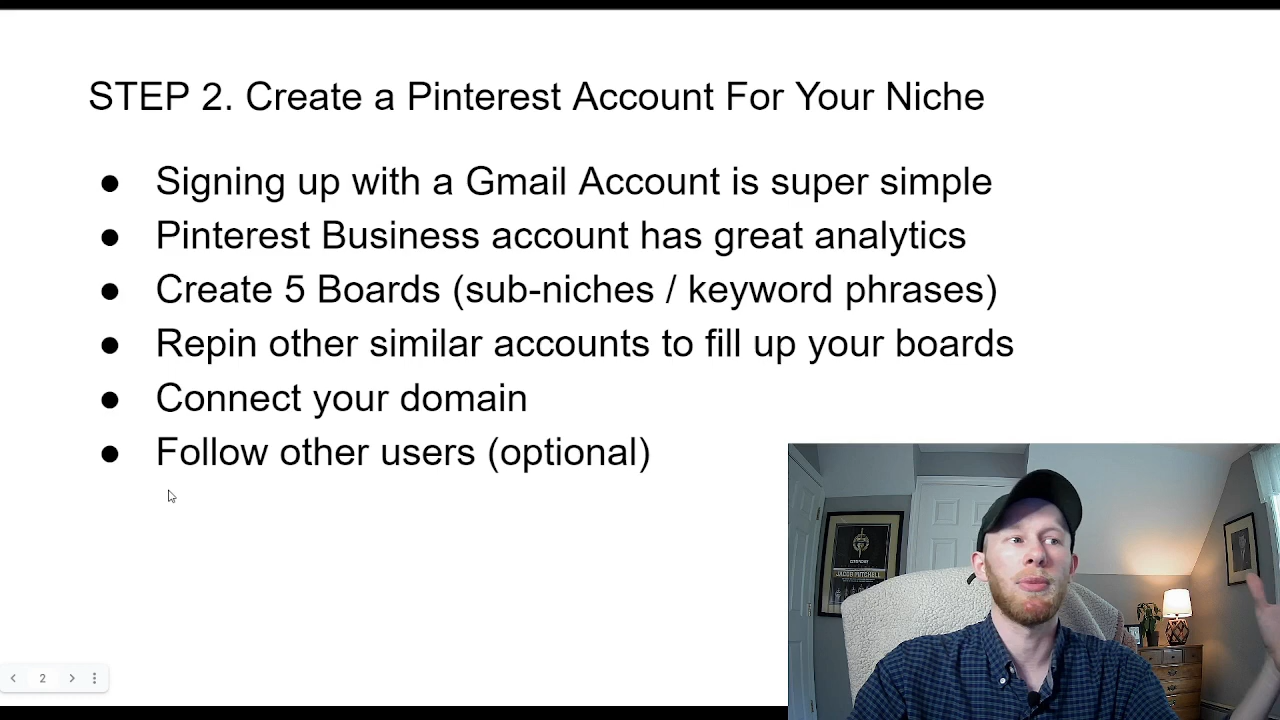 STEP 2. Create a Pinterest Account For Your Niche
● Signing up with a Gmail Account is super simple
● Pinterest Business account has great analytics
● Create 5 Boards (sub-niches / keyword phrases)
● Repin other similar accounts to fill up your boards
● Connect your domain
● Follow other users (optional)
JACOB MITCHELL
2